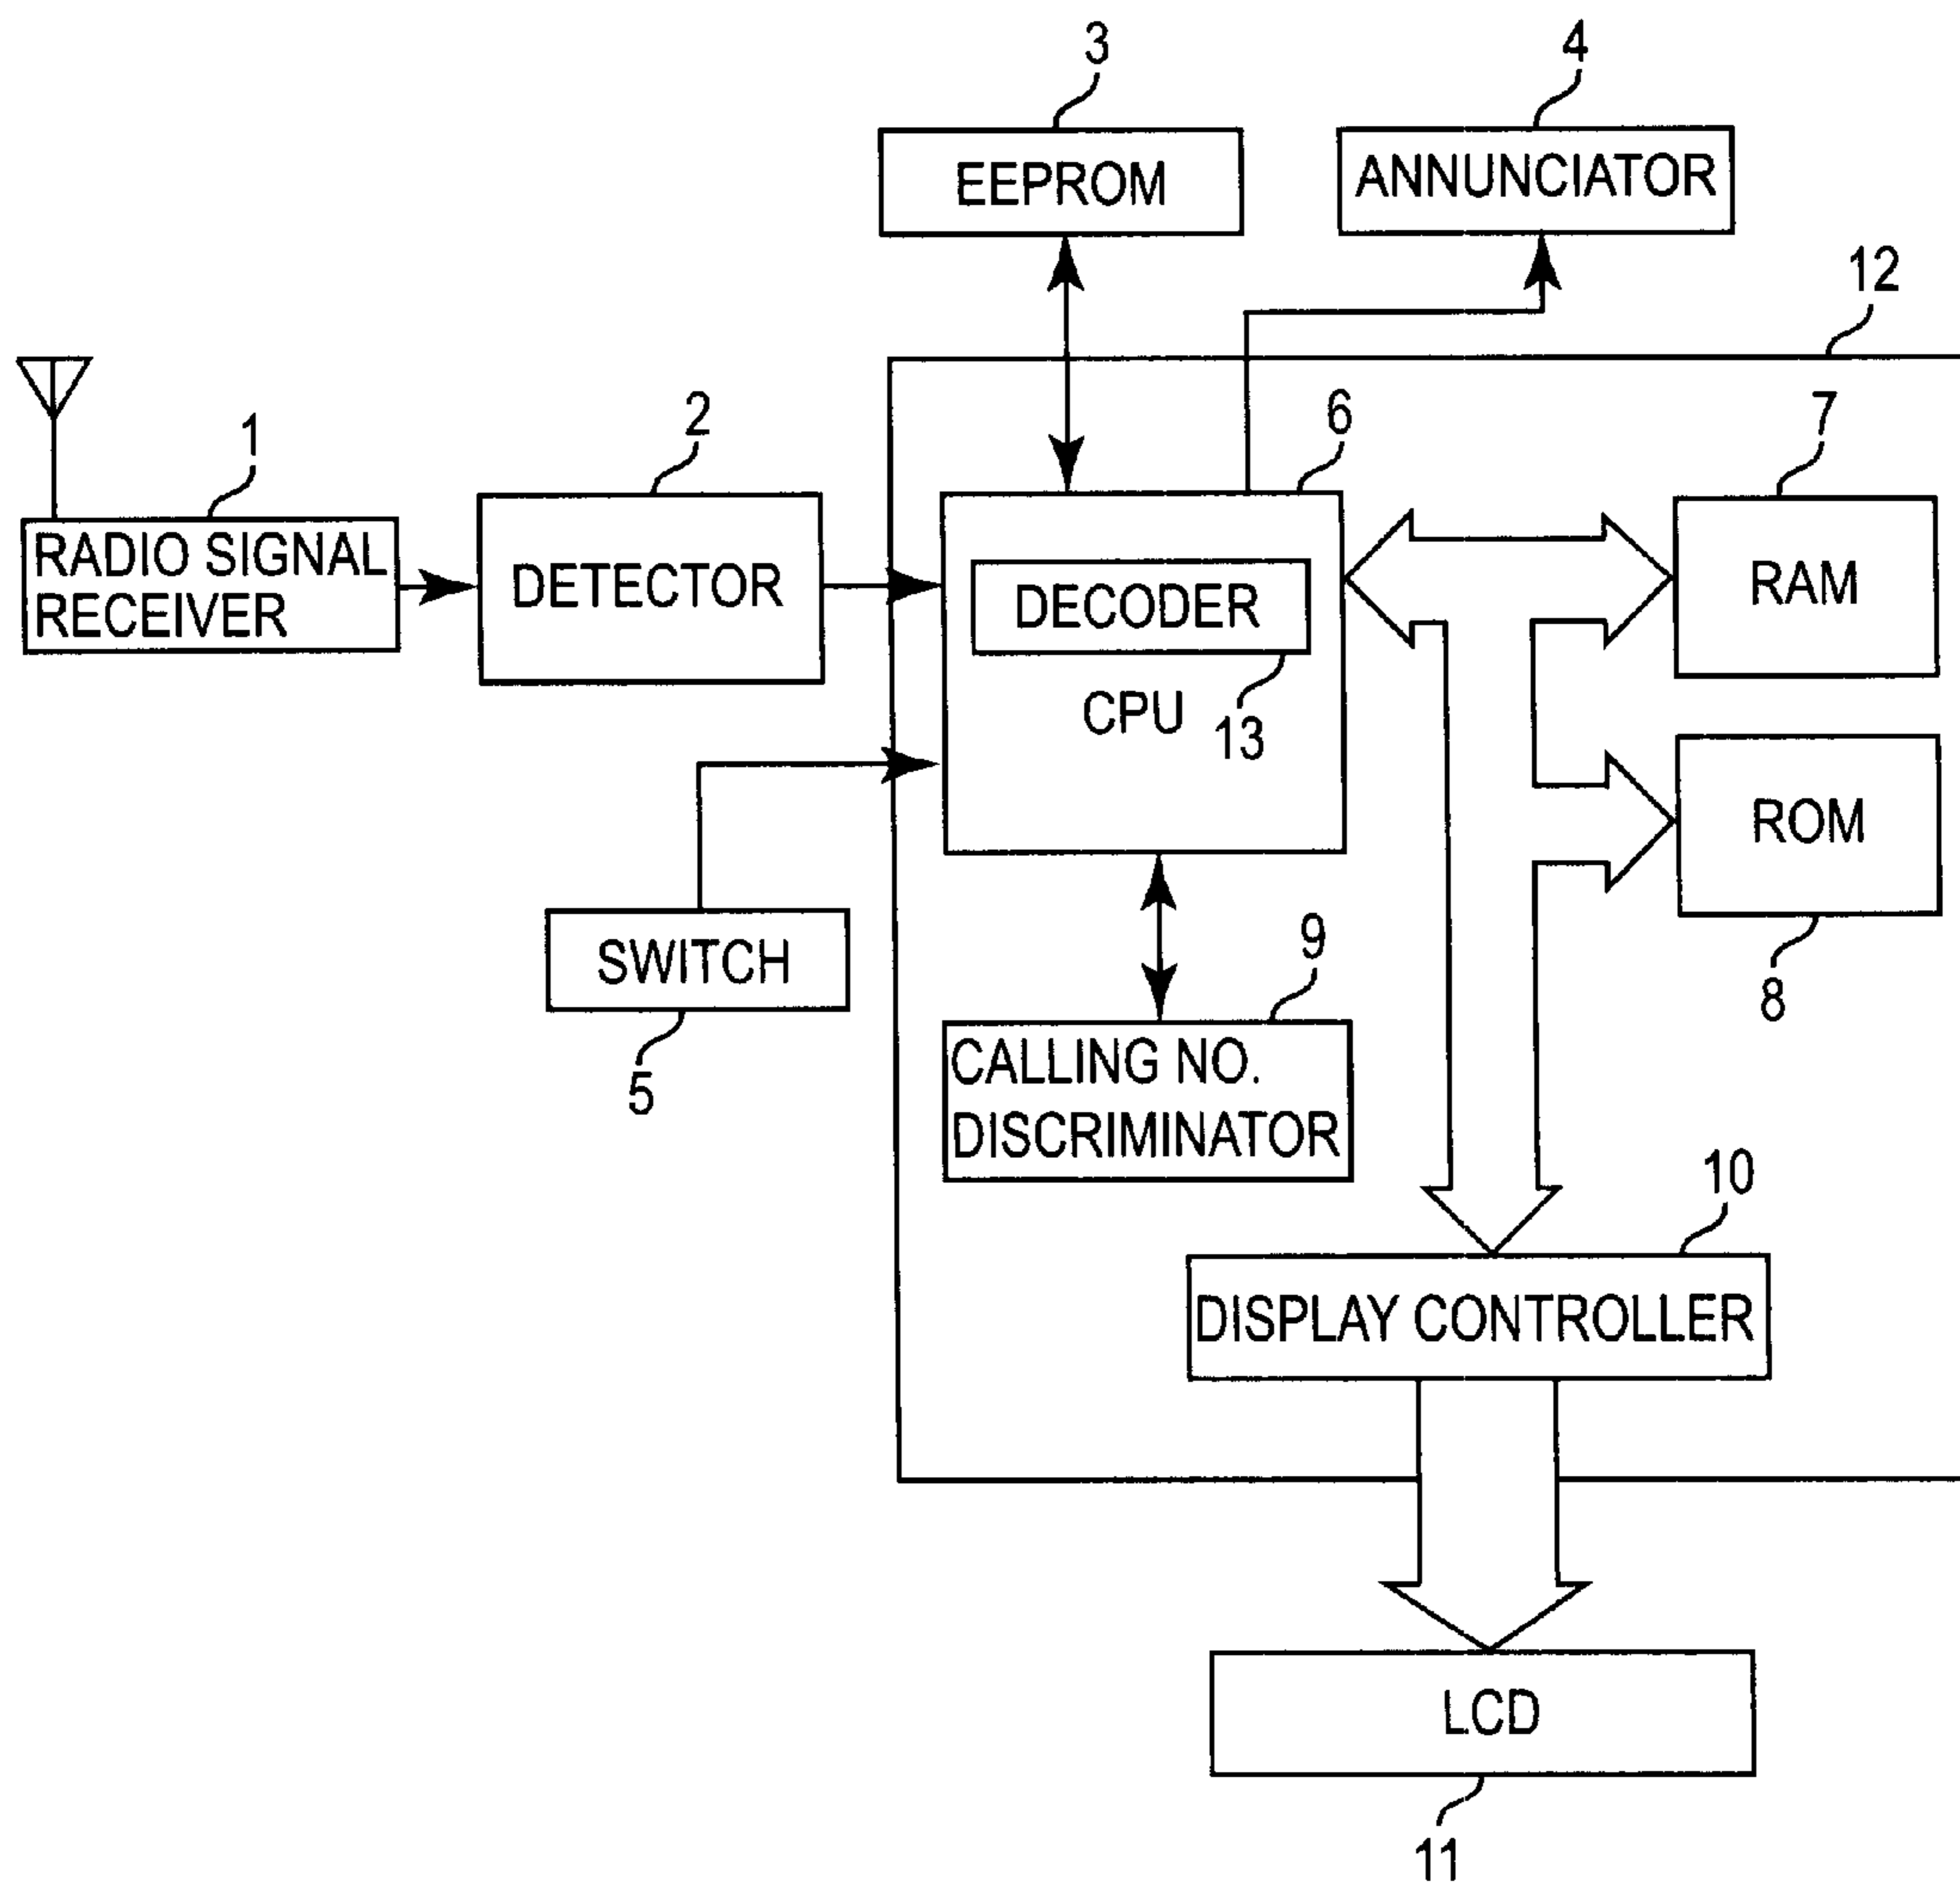 3
4
EEPROM
ANNUNCIATOR
12
1
2
6
7
RADIO SIGNAL
RECEIVER
DETECTOR
DECODER
RAM
CPU
13
ROM
SWITCH
9
8
5
CALLING NO.
DISCRIMINATOR
10
DISPLAY CONTROLLER
LCD
11